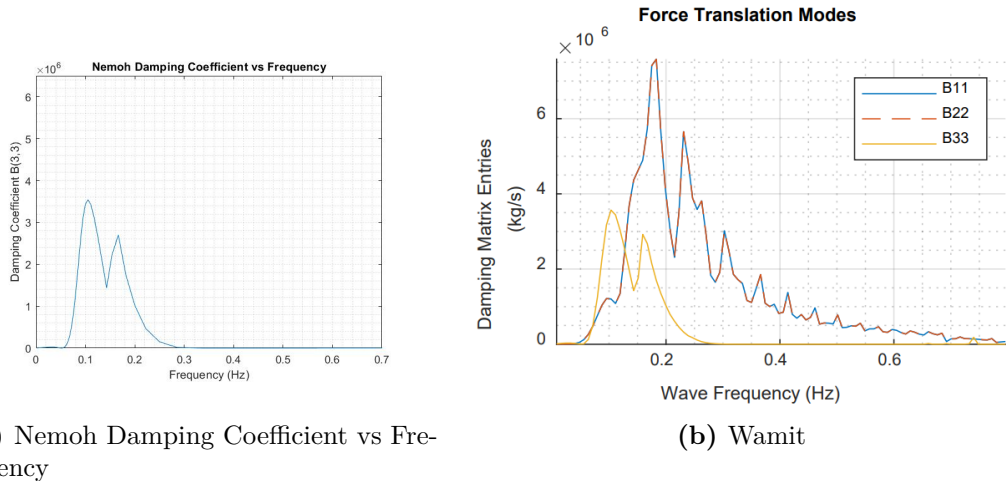 Force Translation Modes
×10⁶
Nemoh Damping Coefficient vs Frequency
Damping Coefficient B(3,3)
6
5
4
3
2
1
0
0 0.1 0.2 0.3 0.4 0.5 0.6 0.7
Frequency (Hz)
× 10 6
Damping Matrix Entries
(kg/s)
6
4
2
0
B11
B22
B33
0.2 0.4 0.6
Wave Frequency (Hz)
) Nemoh Damping Coefficient vs Fre-
ency
(b) Wamit